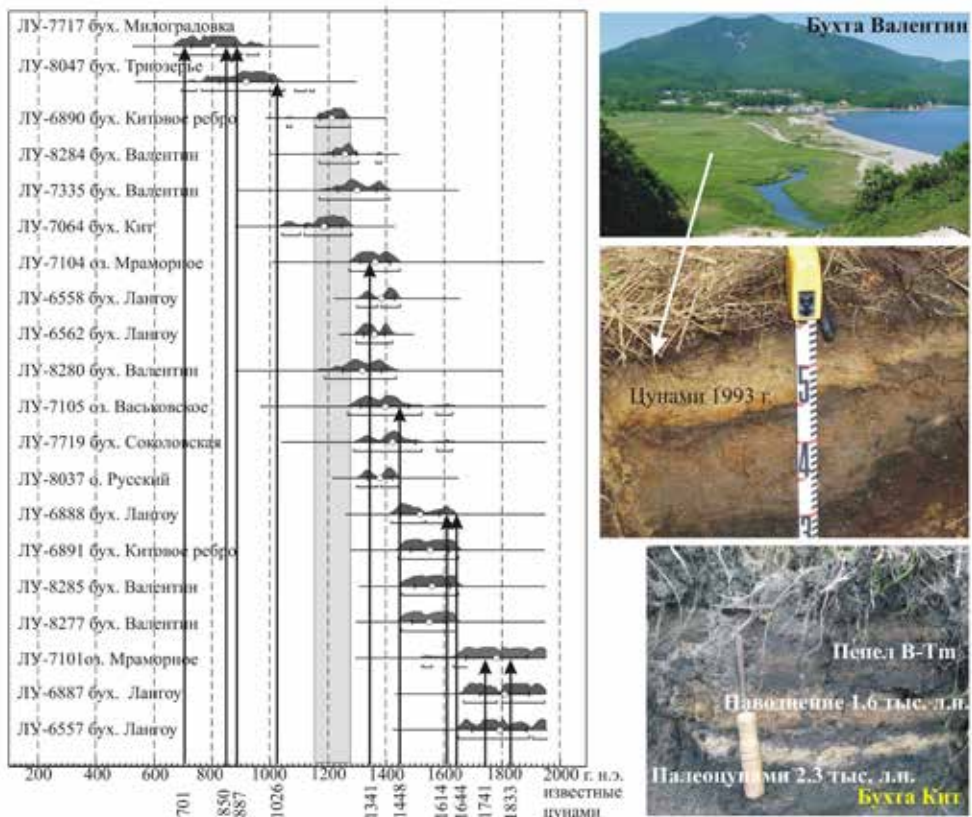 ЛУ-7717 бух. Милоградовка
ЛУ-8047 бух. Триозерье
ЛУ-6890 бух. Китовое ребро
ЛУ-8284 бух. Валентин
ЛУ-7335 бух. Валентин
ЛУ-7064 бух. Кит
ЛУ-7104 оз. Мраморное
ЛУ-6558 бух. Лангоу
ЛУ-6562 бух. Лангоу
ЛУ-8280 бух. Валентин
ЛУ-7105 оз. Васьковское
ЛУ-7719 бух. Соколовская
ЛУ-8037 о. Русский
ЛУ-6888 бух. Лангоу
ЛУ-6891 бух. Китовое ребро
ЛУ-8285 бух. Валентин
ЛУ-8277 бух. Валентин
ЛУ-7101оз. Мраморное
ЛУ-6887 бух. Лангоу
ЛУ-6557 бух. Лангоу
200 400 600 800 1000 1200 1400 1600 1800 2000 г. н.э.
701 850 887 1026 1341 1448 1614 1644 1741 1833 известные
цунами
Бухта Валентин
Цунами 1993 г.
5
4
3
Пепел B-Tm
Наводнение 1.6 тыс. л.н.
Палеоцунами 2.3 тыс. л.н.
Бухта Кит